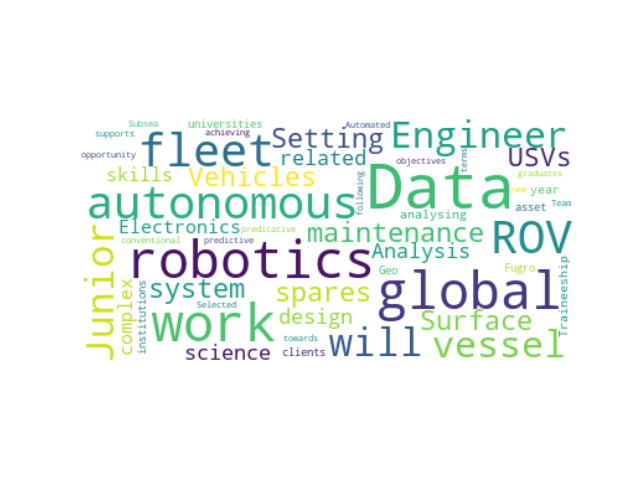 Subsea
universities
Automated
supports
achieving
fleet
Setting
Engineer
opportunity
related
objectives
terms
USVs
skills
Vehicles
Data
graduates
new
year
autonomous
following
analysing
asset
Team
Electronics
predicative
maintenance
ROV
conventional
predictive
Analysis
Junior
robotics
Geo
Fugro
global
Traineeship
complex
institutions
system
spares
Selected
work
design
Surface
towards
will
vessel
science
clients